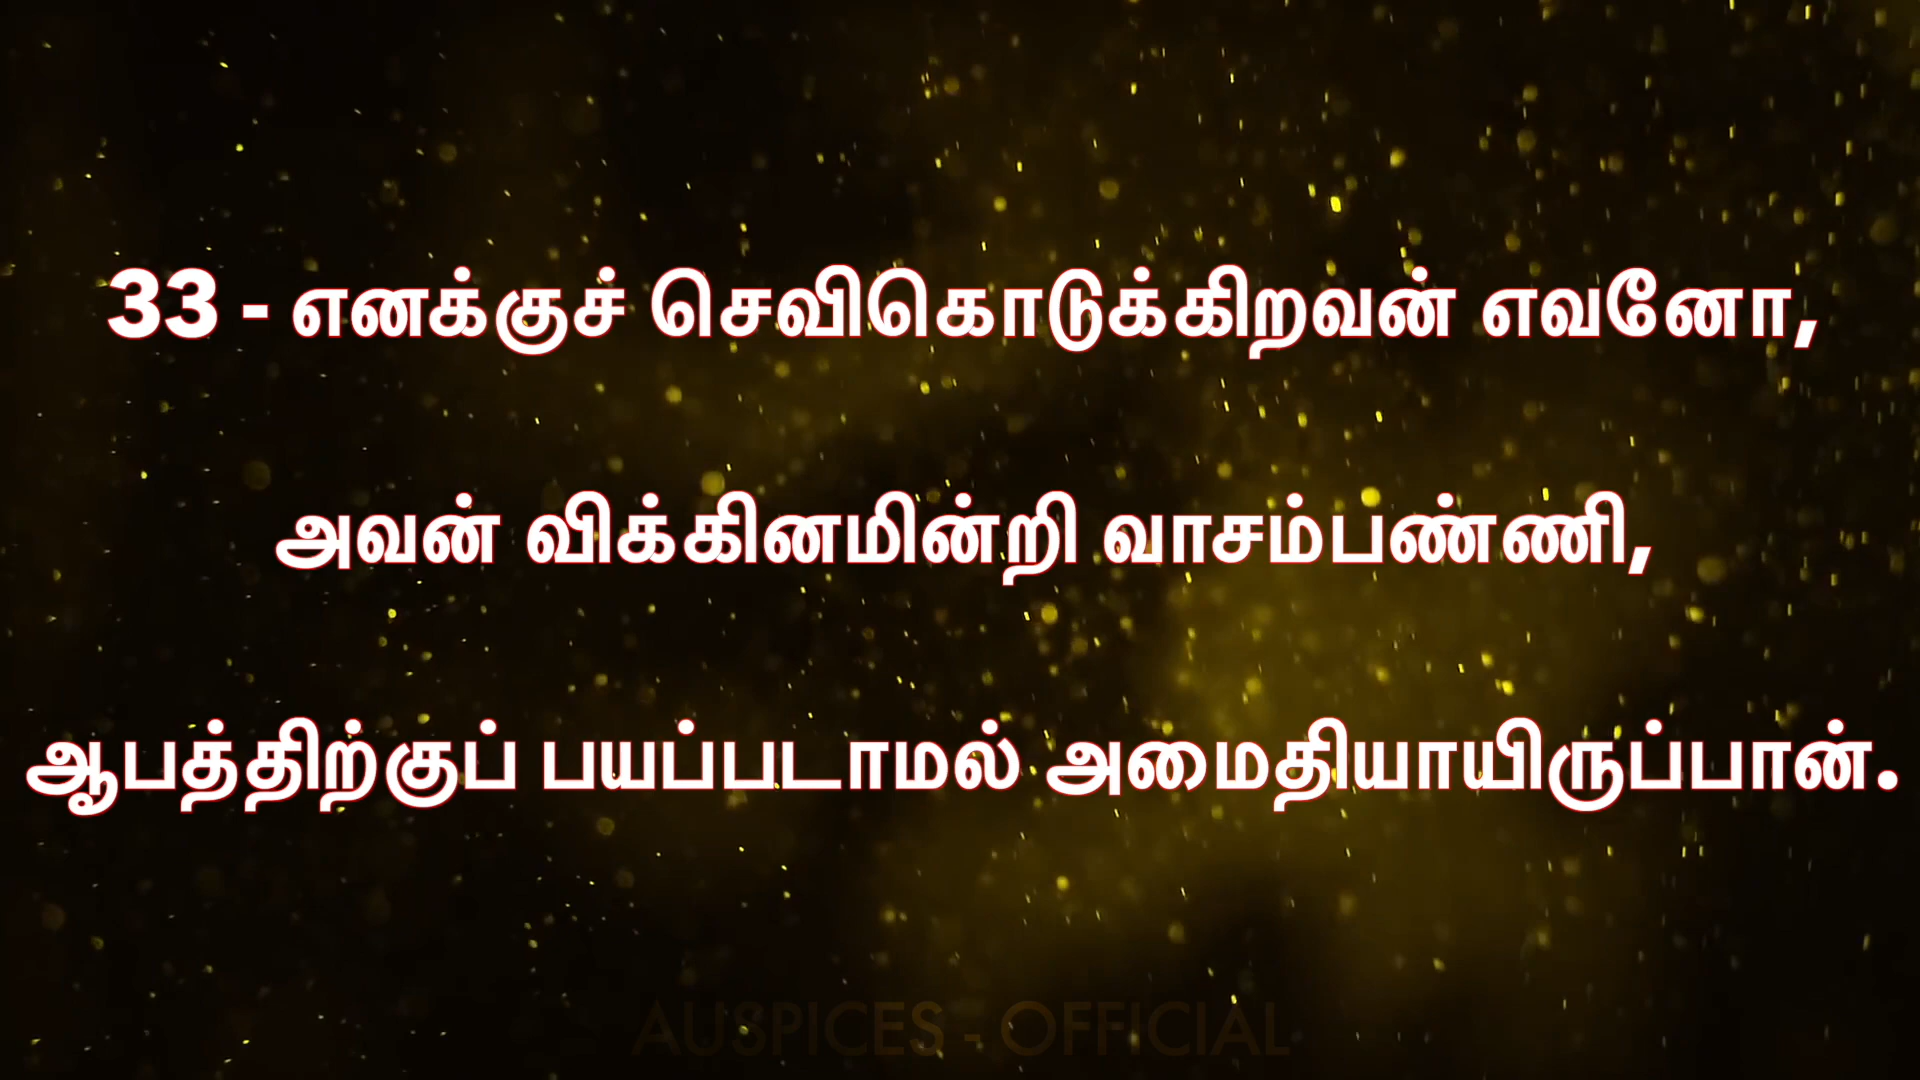 33 - எனக்குச் செவிகொடுக்கிறவன் எவனோ,
அவன் விக்கினமின்றி வாசம்பண்ணி,
ஆபத்திற்குப் பயப்படாமல் அமைதியாயிருப்பான்.
AUSPICES - OFFICIAL